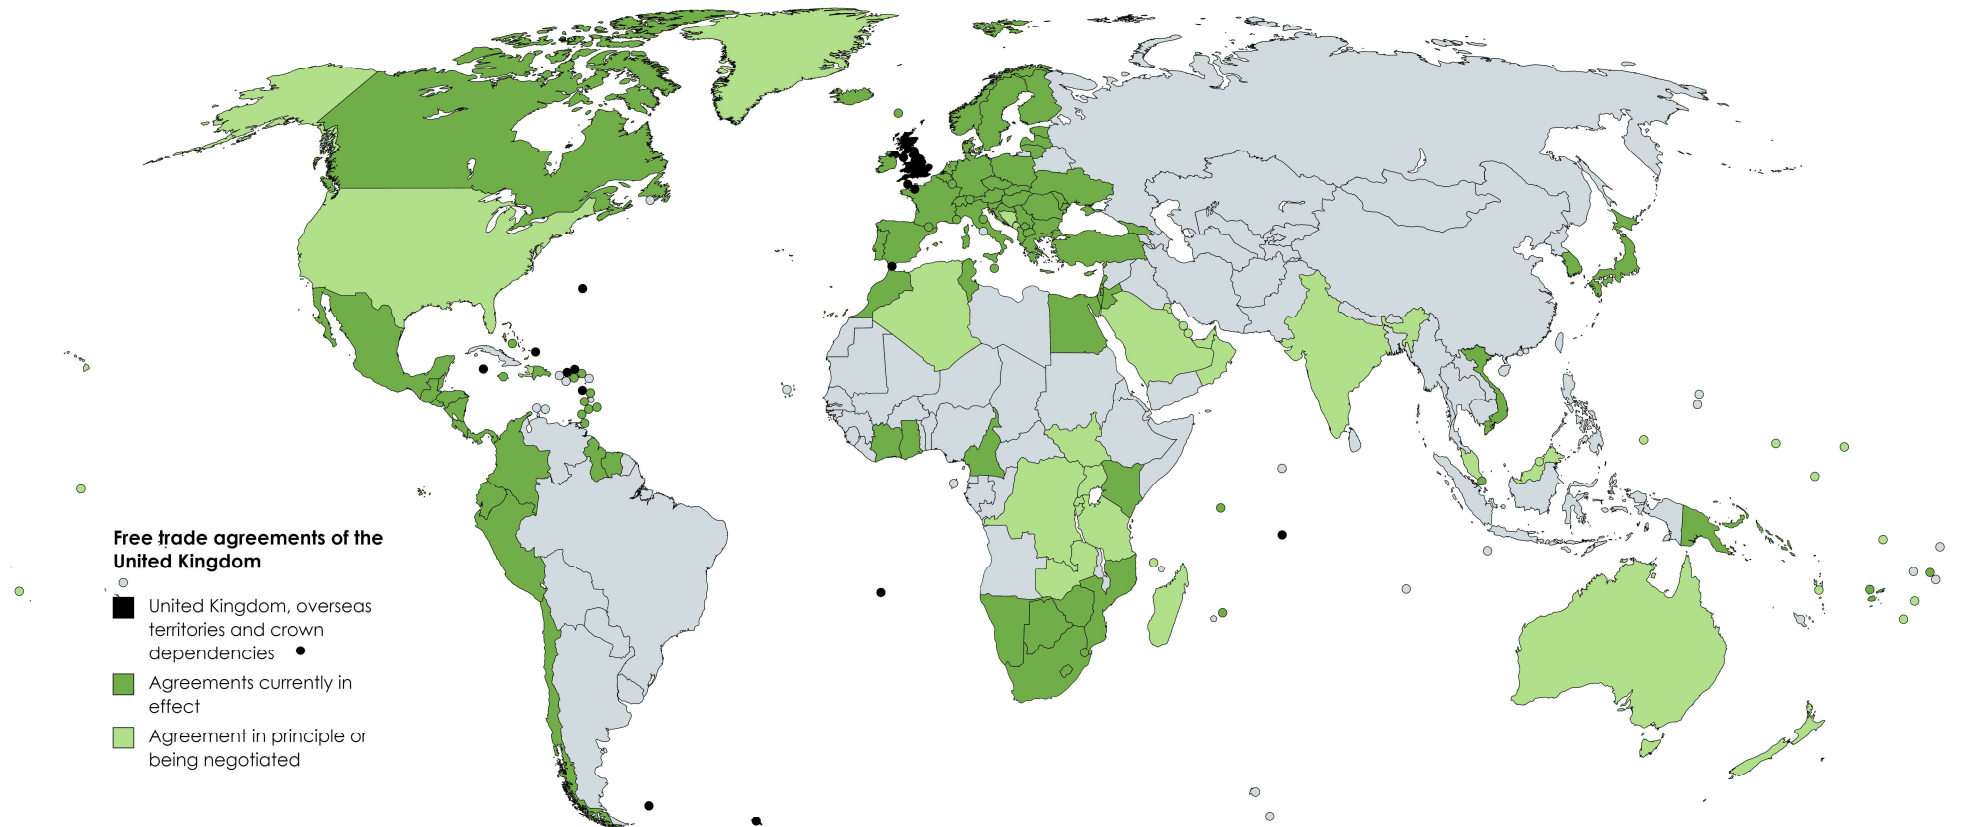 Free trade agreements of the
United Kingdom
United Kingdom, overseas
territories and crown
dependencies
Agreements currently in
effect
Agreement in principle or
being negotiated